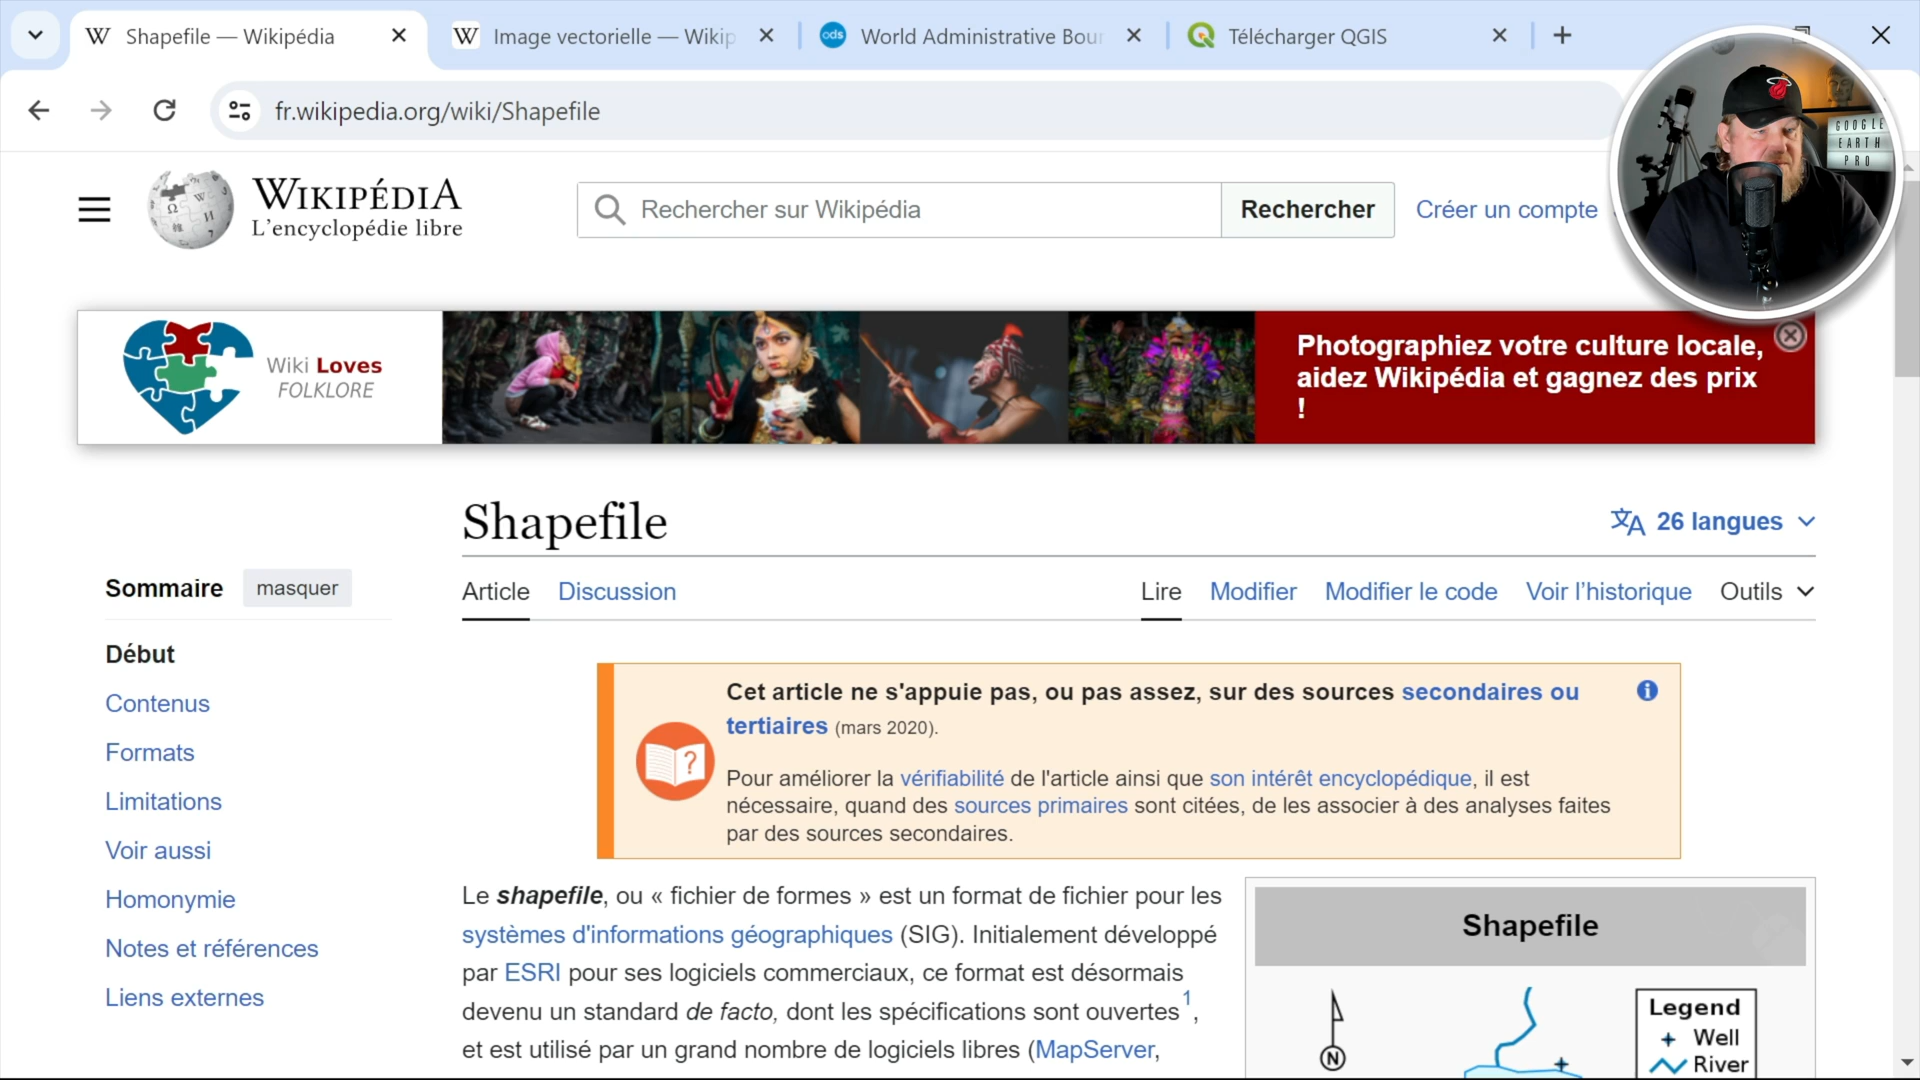 Shapefile — Wikipédia
Image vectorielle — Wikip
ods
World Administrative Bour
Télécharger QGIS
fr.wikipedia.org/wiki/Shapefile
GOOGLE
EARTH
PRO
WIKIPÉDIA
L'encyclopédie libre
Rechercher sur Wikipédia
Rechercher
Créer un compte
Wiki Loves
FOLKLORE
Photographiez votre culture locale,
aidez Wikipédia et gagnez des prix
!
Shapefile
26 langues
Sommaire
masquer
Article
Discussion
Lire
Modifier
Modifier le code
Voir l’historique
Outils
Début
Contenus
Formats
Limitations
Voir aussi
Homonymie
Notes et références
Liens externes
Cet article ne s'appuie pas, ou pas assez, sur des sources secondaires ou
tertiaires (mars 2020).
Pour améliorer la vérifiabilité de l'article ainsi que son intérêt encyclopédique, il est
nécessaire, quand des sources primaires sont citées, de les associer à des analyses faites
par des sources secondaires.
Le shapefile, ou « fichier de formes » est un format de fichier pour les
systèmes d'informations géographiques (SIG). Initialement développé
par ESRI pour ses logiciels commerciaux, ce format est désormais
devenu un standard de facto, dont les spécifications sont ouvertes 1,
et est utilisé par un grand nombre de logiciels libres (MapServer,
Shapefile
N
Legend
Well
River